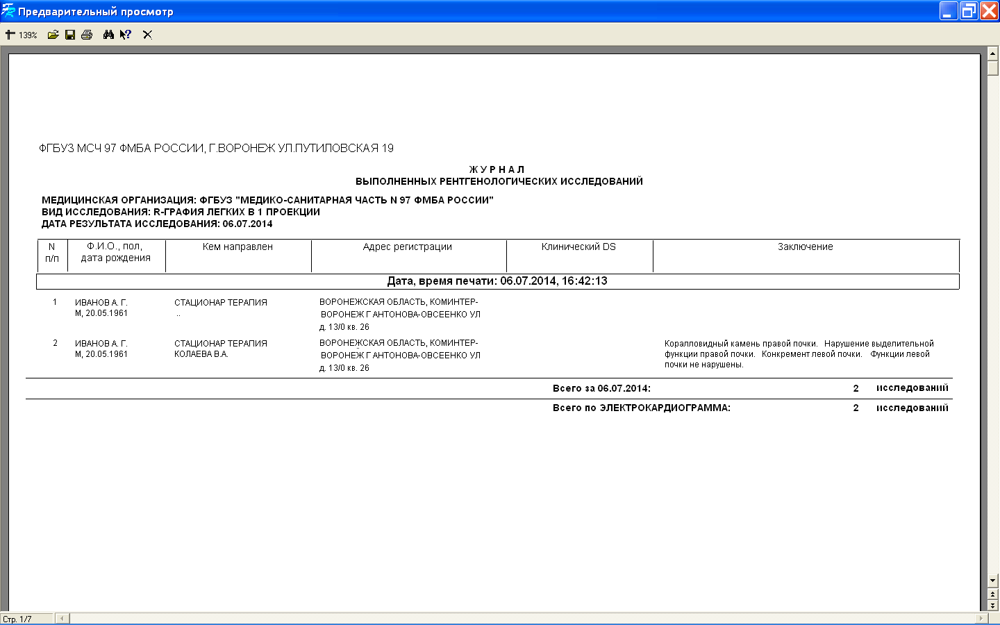 Предварительный просмотр
139%
ФГБУЗ МСЧ 97 ФМБА РОССИИ, Г.ВОРОНЕЖ УЛ.ПУТИЛОВСКАЯ 19
Ж У Р Н А Л
ВЫПОЛНЕННЫХ РЕНТГЕНОЛОГИЧЕСКИХ ИССЛЕДОВАНИЙ
МЕДИЦИНСКАЯ ОРГАНИЗАЦИЯ: ФГБУЗ "МЕДИКО-САНИТАРНАЯ ЧАСТЬ N 97 ФМБА РОССИИ"
ВИД ИССЛЕДОВАНИЯ: R-ГРАФИЯ ЛЕГКИХ В 1 ПРОЕКЦИИ
ДАТА РЕЗУЛЬТАТА ИССЛЕДОВАНИЯ: 06.07.2014
N Ф.И.О., пол, Кем направлен Адрес регистрации Клинический DS Заключение
п/п дата рождения
Дата, время печати: 06.07.2014, 16:42:13
1 ИВАНОВ А. Г. СТАЦИОНАР ТЕРАПИЯ ВОРОНЕЖСКАЯ ОБЛАСТЬ, КОМИНТЕР-
М, 20.05.1961 .. ВОРОНЕЖ Г АНТОНОВА-ОВСЕЕНКО УЛ
д. 13/0 кв. 26
2 ИВАНОВ А. Г. СТАЦИОНАР ТЕРАПИЯ ВОРОНЕЖСКАЯ ОБЛАСТЬ, КОМИНТЕР- Коралловидный камень правой почки. Нарушение выделительной
М, 20.05.1961 КОЛАЕВА В.А. ВОРОНЕЖ Г АНТОНОВА-ОВСЕЕНКО УЛ функции правой почки. Конкремент левой почки. Функции левой
д. 13/0 кв. 26 почки не нарушены.
Всего за 06.07.2014: 2 исследований
Всего по ЭЛЕКТРОКАРДИОГРАММА: 2 исследований
Стр. 1/7